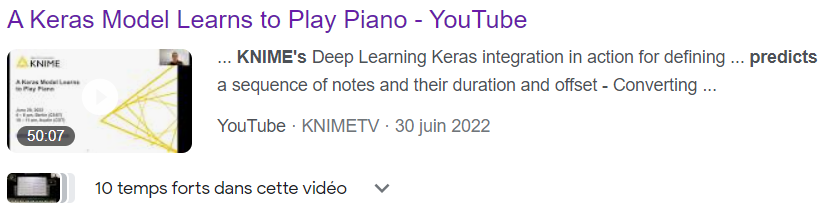 A Keras Model Learns to Play Piano - YouTube
KNIME
A Keras Model Learns
to Play Piano
50:07
... KNIME's Deep Learning Keras integration in action for defining ... predicts
a sequence of notes and their duration and offset - Converting ...
YouTube · KNIMETV · 30 juin 2022
10 temps forts dans cette vidéo